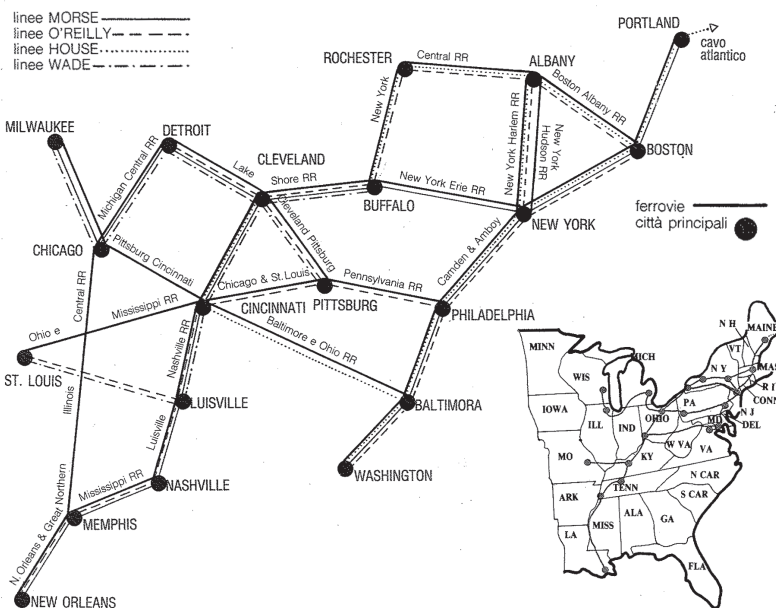 linee MORSE
linee O'REILLY
linee HOUSE
linee WADE
PORTLAND
cavo
atlantico
ROCHESTER
Central RR
ALBANY
Boston Albany RR
New York
New York Harlem RR
New York
Hudson RR
BOSTON
MILWAUKEE
DETROIT
Michigan Central RR
Lake
CLEVELAND
Shore RR
BUFFALO
New York Erie RR
NEW YORK
ferrovie
città principali
CHICAGO
Pittsburg Cincinnati
Cleveland Pittsburg
Camden & Amboy
Central RR
Illinois
Chicago & St.Louis
Pennsylvania RR
Mississippi RR
Ohio e
CINCINNATI
PITTSBURG
PHILADELPHIA
Baltimore e Ohio RR
ST. LOUIS
Nashville RR
Luisville
LUISVILLE
BALTIMORA
WASHINGTON
Mississippi RR
NASHVILLE
MEMPHIS
N. Orleans & Great Northern
NEW ORLEANS
N H
MAINE
MINN
VT
MICH
WIS
N Y
MAS
R I
CONN
IOWA
PA
N J
ILL
IND
OHIO
MD
DEL
W VA
VA
MO
KY
N CAR
TENN
ARK
S CAR
MISS
ALA
GA
LA
FLA